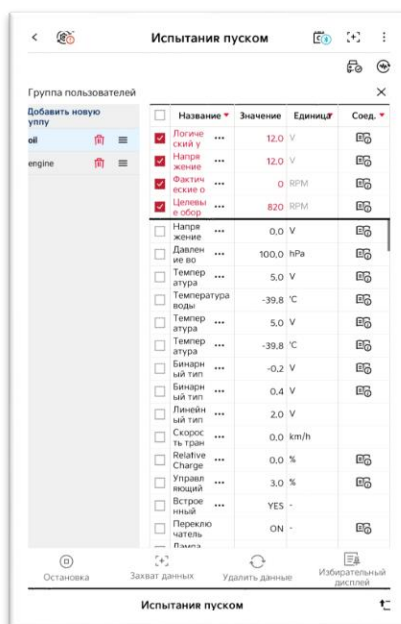 Испытания пуском
Группа пользователей
Добавить новую
уппу
oil
engine
Названи Значение Единица Соед.
Логиче
ский у ... 12.0 V
Напря
жение ... 12.0 V
Фактич
еские о ... 0 RPM
Целевы
е обор ... 820 RPM
Напря
жение ... 0,0 V
Давлен
ие во ... 100,0 hPa
Темпер
атура ... 5,0 V
Температура
воды -39,8 °C
Темпер
атура ... 5,0 V
Темпер
атура ... -39,8 °C
Бинарн
ый тип ... -0,2 V
Бинарн
ый тип ... 0,4 V
Линейн
ый тип ... 2,0 V
Скорос
ть тран ... 0,0 km/h
Relative
Charge ... 0,0 %
Управл
яющий ... 3,0 %
Встрое
нный ... YES -
Переклю
чатель ON -
Лампа
Остановка
Захват данных
Удалить данные
Избирательный
дисплей
Испытания пуском